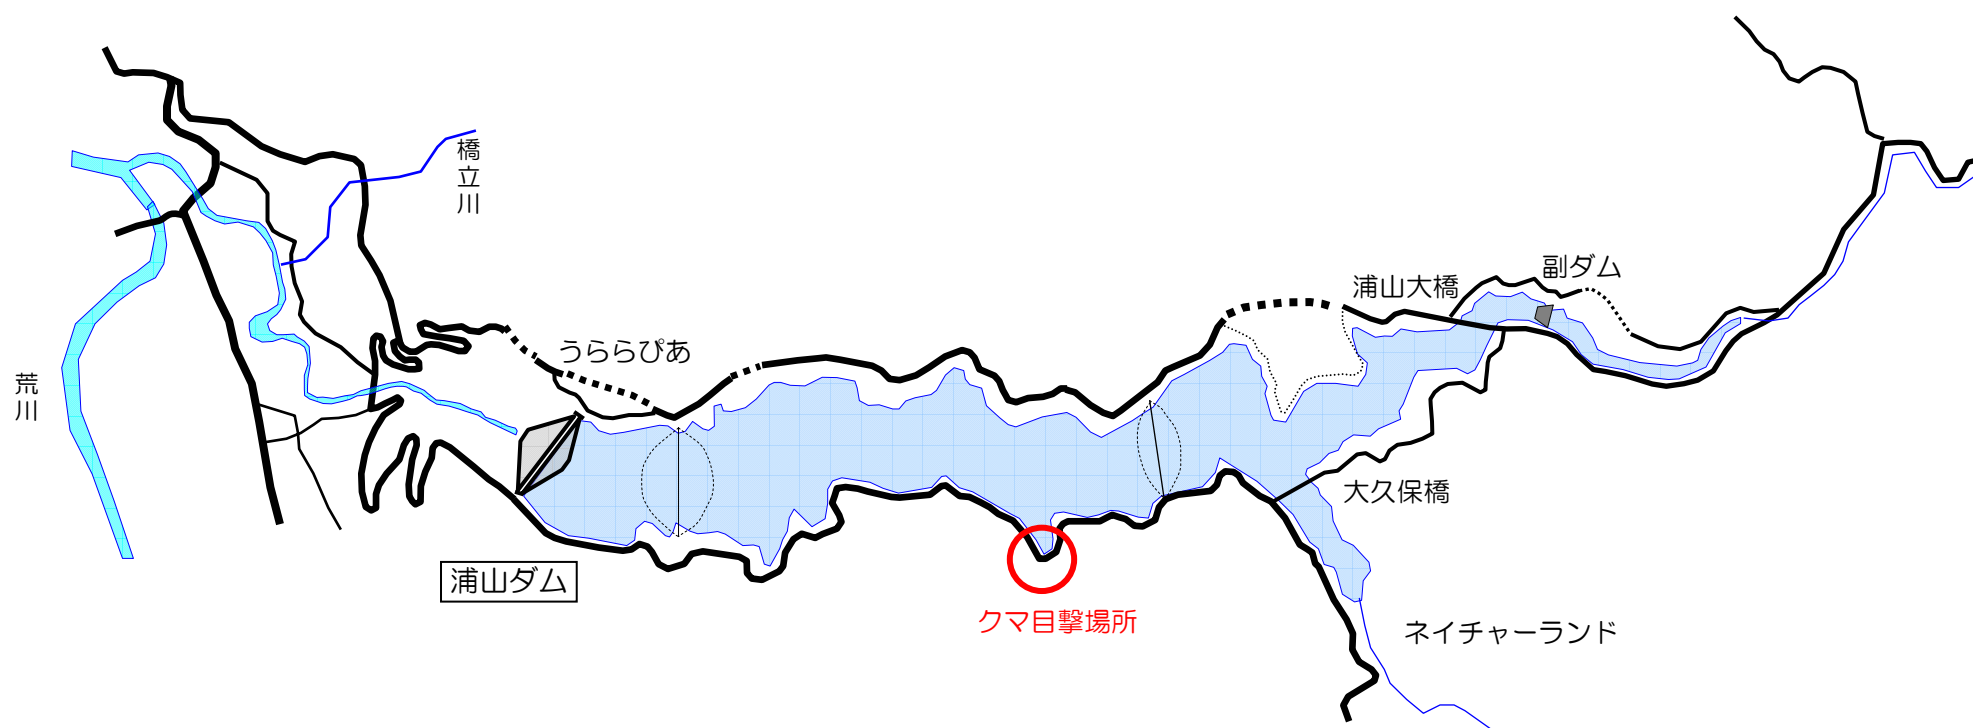 橋立川
荒川
うららぴあ
浦山大橋
副ダム
大久保橋
浦山ダム
クマ目撃場所
ネイチャーランド